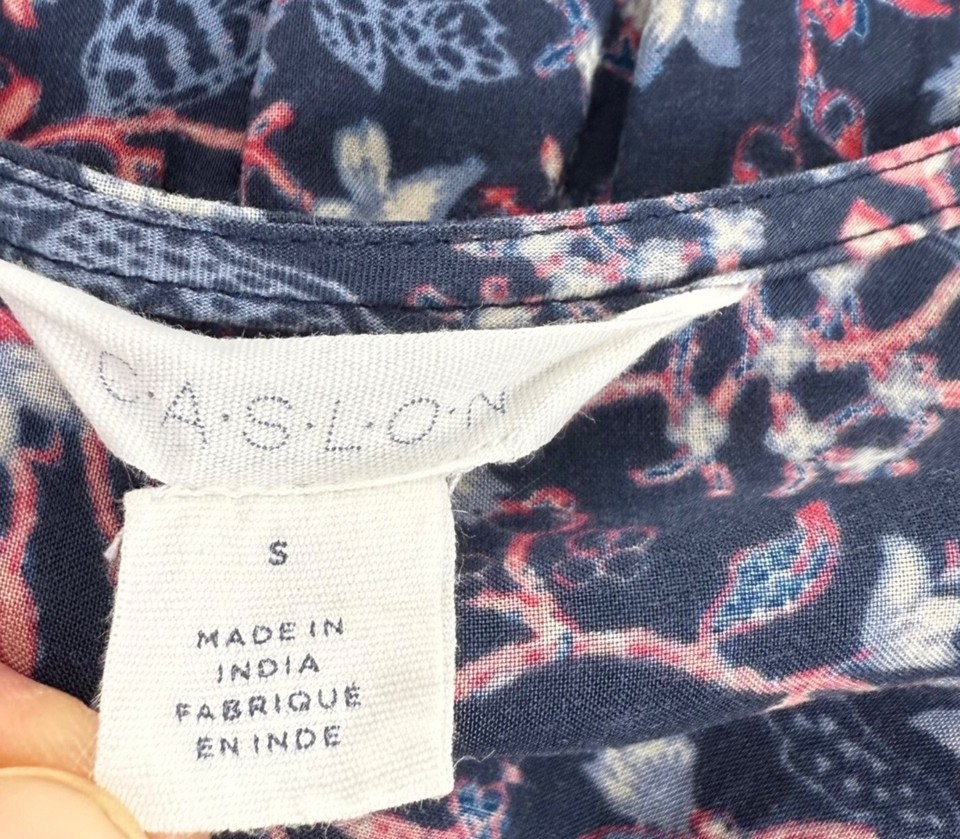 C·A·S·L·O·N
S
MADE IN
INDIA
FABRIQUÉ
EN INDE